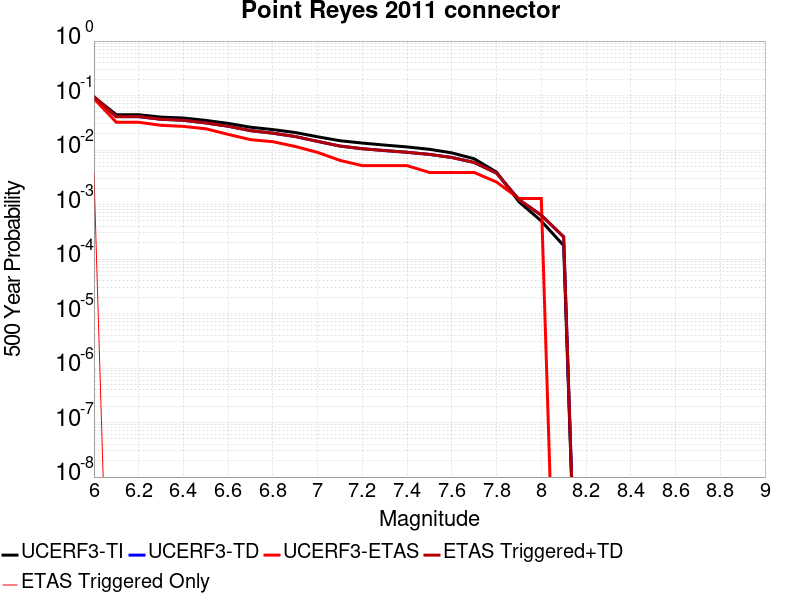 Point Reyes 2011 connector
10^0
10^-1
10^-2
10^-3
10^-4
10^-5
10^-6
10^-7
10^-8
500 Year Probability
6 6.2 6.4 6.6 6.8 7 7.2 7.4 7.6 7.8 8 8.2 8.4 8.6 8.8 9
Magnitude
UCERF3-TI UCERF3-TD UCERF3-ETAS ETAS Triggered+TD
ETAS Triggered Only